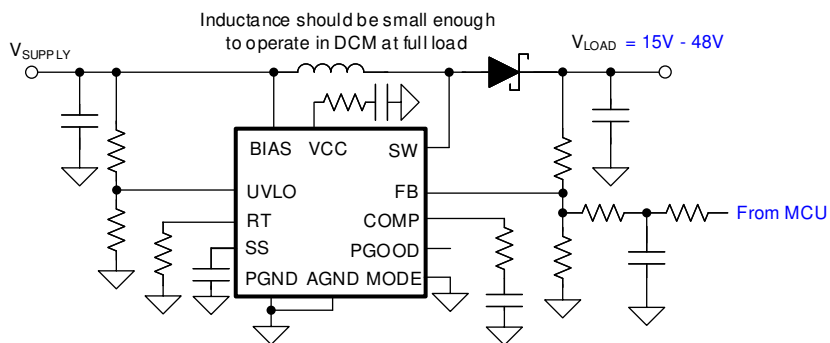 Inductance should be small enough
to operate in DCM at full load
VSUPPLY
VLOAD = 15V - 48V
BIAS VCC SW
UVLO FB
RT COMP
SS PGOOD
PGND AGND MODE
From MCU